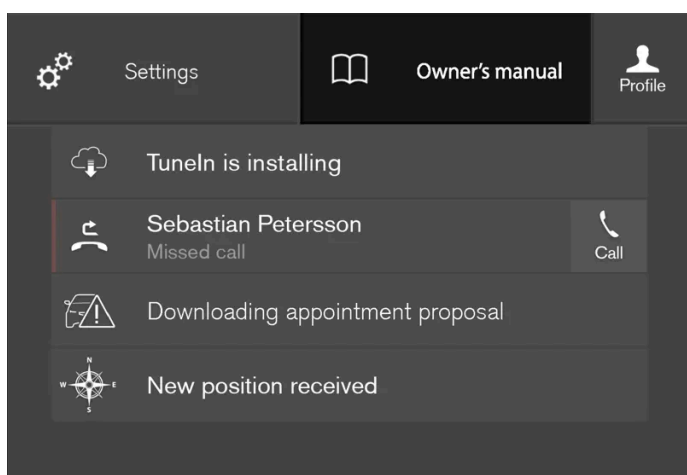 Settings
Owner's manual
Profile
TuneIn is installing
Sebastian Petersson
Missed call
Call
Downloading appointment proposal
N
W
E
S
New position received